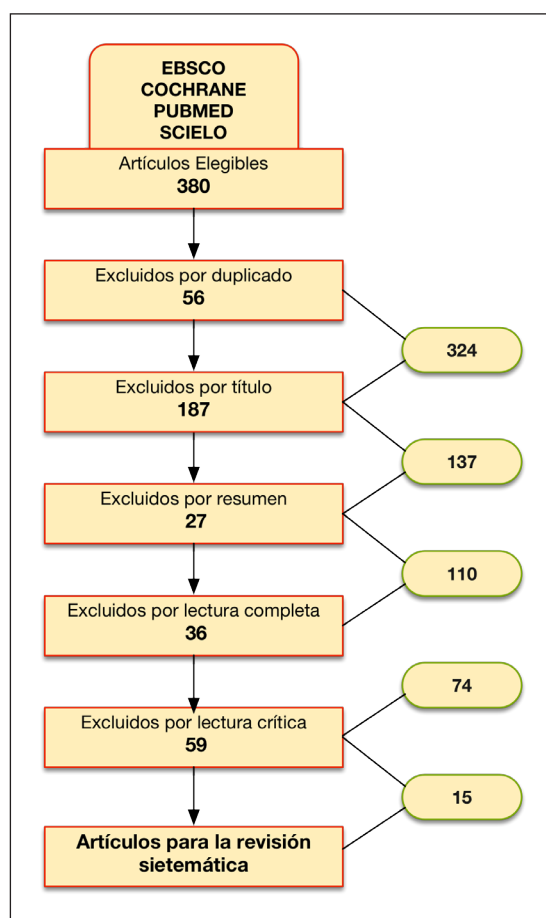 EBSCO
COCHRANE
PUBMED
SCIELO
Artículos Elegibles
380
Excluidos por duplicado
56
324
Excluidos por título
187
137
Excluidos por resumen
27
110
Excluidos por lectura completa
36
74
Excluidos por lectura crítica
59
15
Artículos para la revisión
sietemática